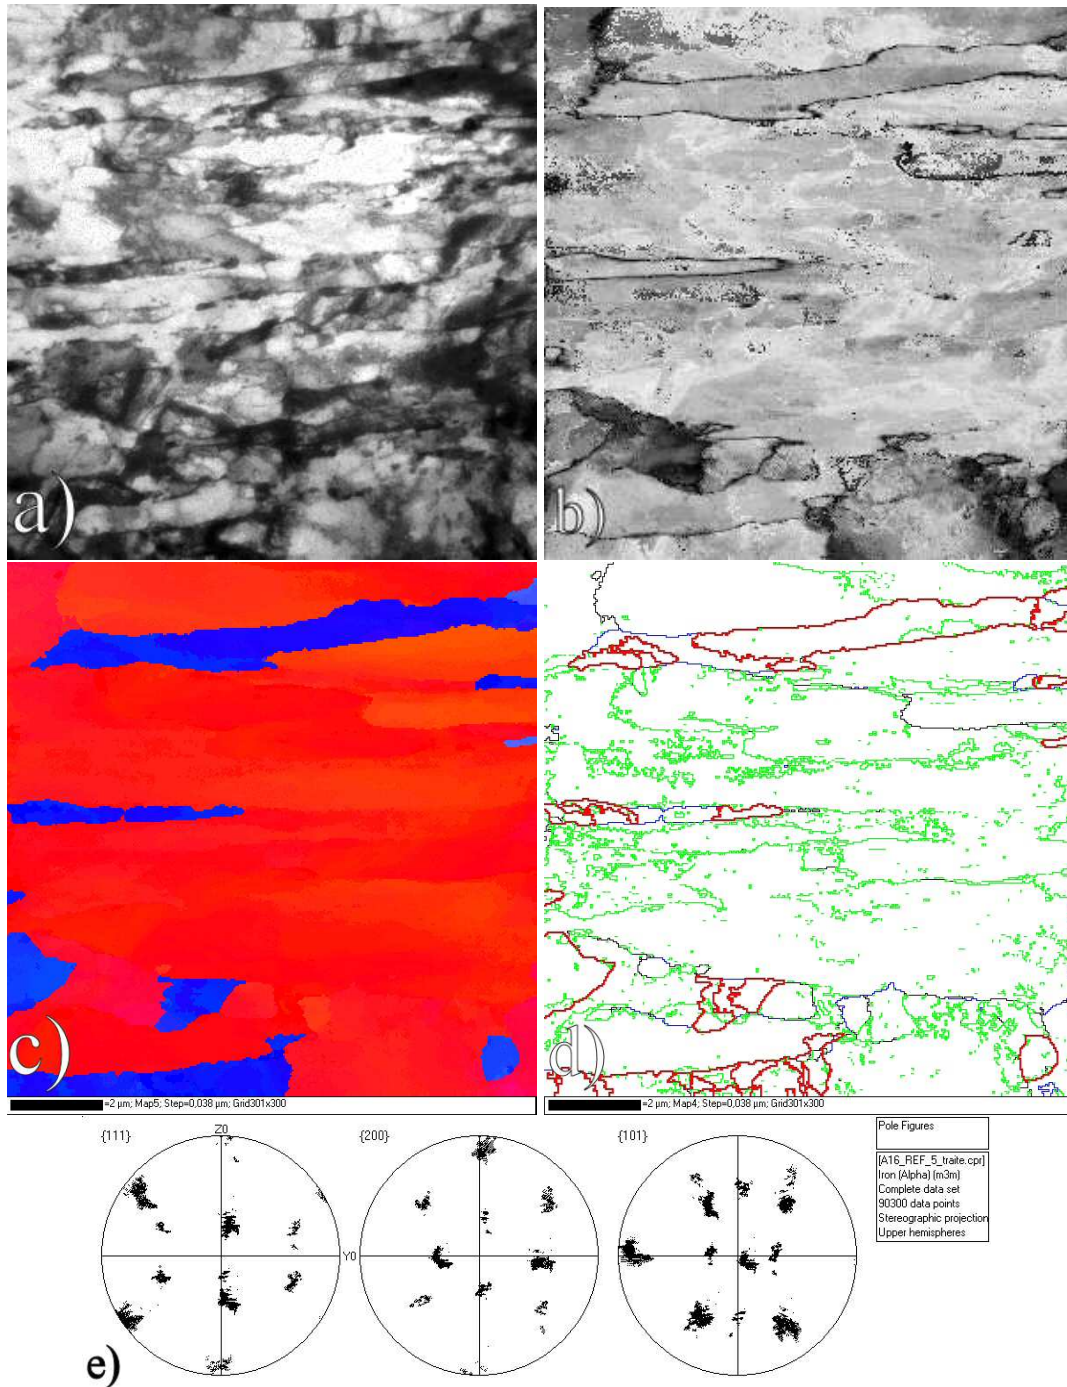 a)
b)
c)
=2 µm; Map5; Step=0,038 µm; Grid301x300
d)
=2 µm; Map4; Step=0,038 µm; Grid301x300
{111}
Z0
Y0
{200}
{101}
Pole Figures
[A16_REF_5_traite.cpr]
Iron (Alpha) (m3m)
Complete data set
90300 data points
Stereographic projection
Upper hemispheres
e)